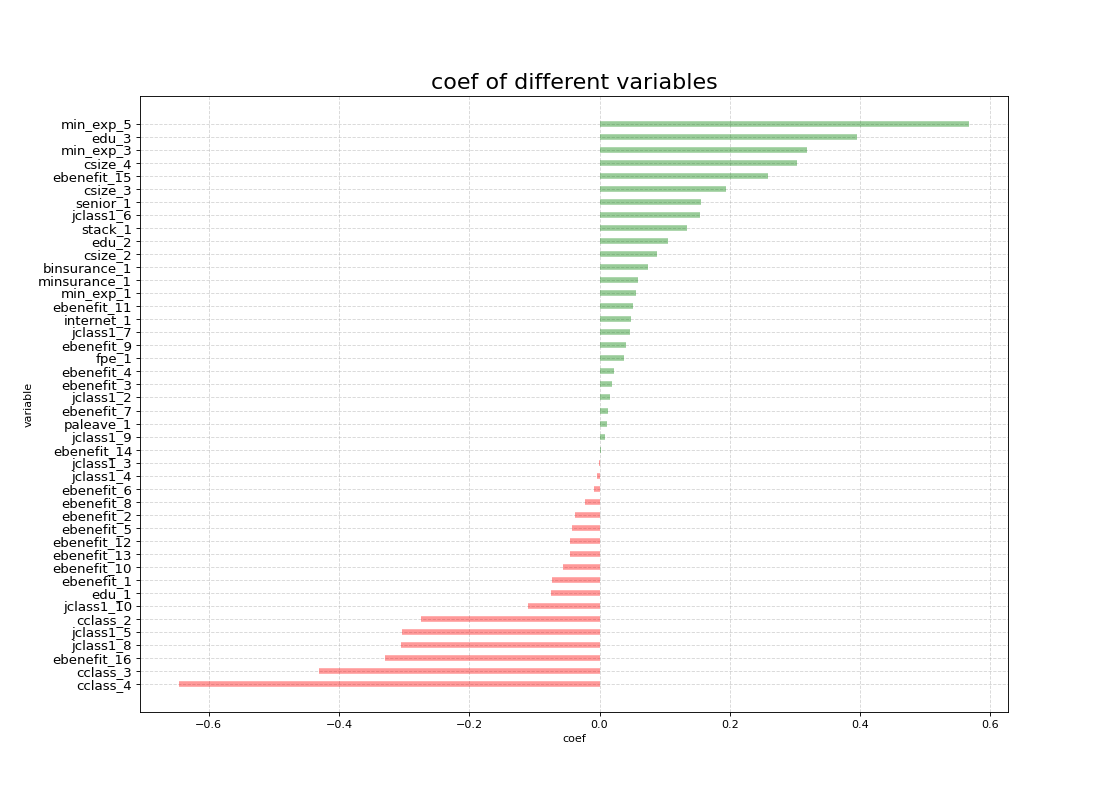 coef of different variables
min_exp_5
edu_3
min_exp_3
csize_4
ebenefit_15
csize_3
senior_1
jclass1_6
stack_1
edu_2
csize_2
binsurance_1
minsurance_1
min_exp_1
ebenefit_11
internet_1
jclass1_7
ebenefit_9
fpe_1
ebenefit_4
ebenefit_3
jclass1_2
ebenefit_7
paleave_1
jclass1_9
ebenefit_14
jclass1_3
jclass1_4
ebenefit_6
ebenefit_8
ebenefit_2
ebenefit_5
ebenefit_12
ebenefit_13
ebenefit_10
ebenefit_1
edu_1
jclass1_10
cclass_2
jclass1_5
jclass1_8
ebenefit_16
cclass_3
cclass_4
variable
−0.6 −0.4 −0.2 0.0 0.2 0.4 0.6
coef